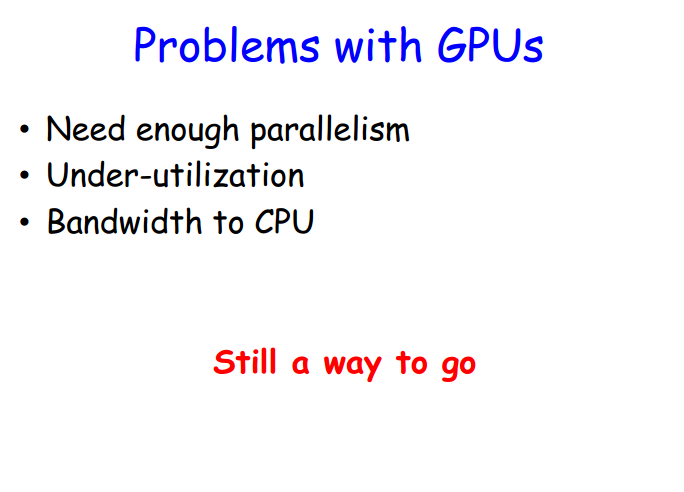 Problems with GPUs
• Need enough parallelism
• Under-utilization
• Bandwidth to CPU
Still a way to go